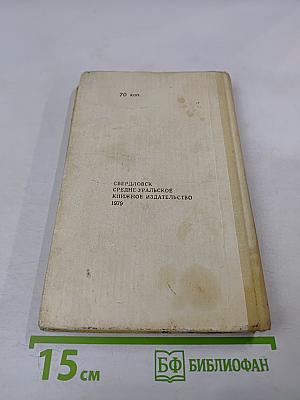 70 коп.
СВЕРДЛОВСК
СРЕДНЕ-УРАЛЬСКОЕ
КНИЖНОЕ ИЗДАТЕЛЬСТВО
1979
15 см
БФ БИБЛИОФАН